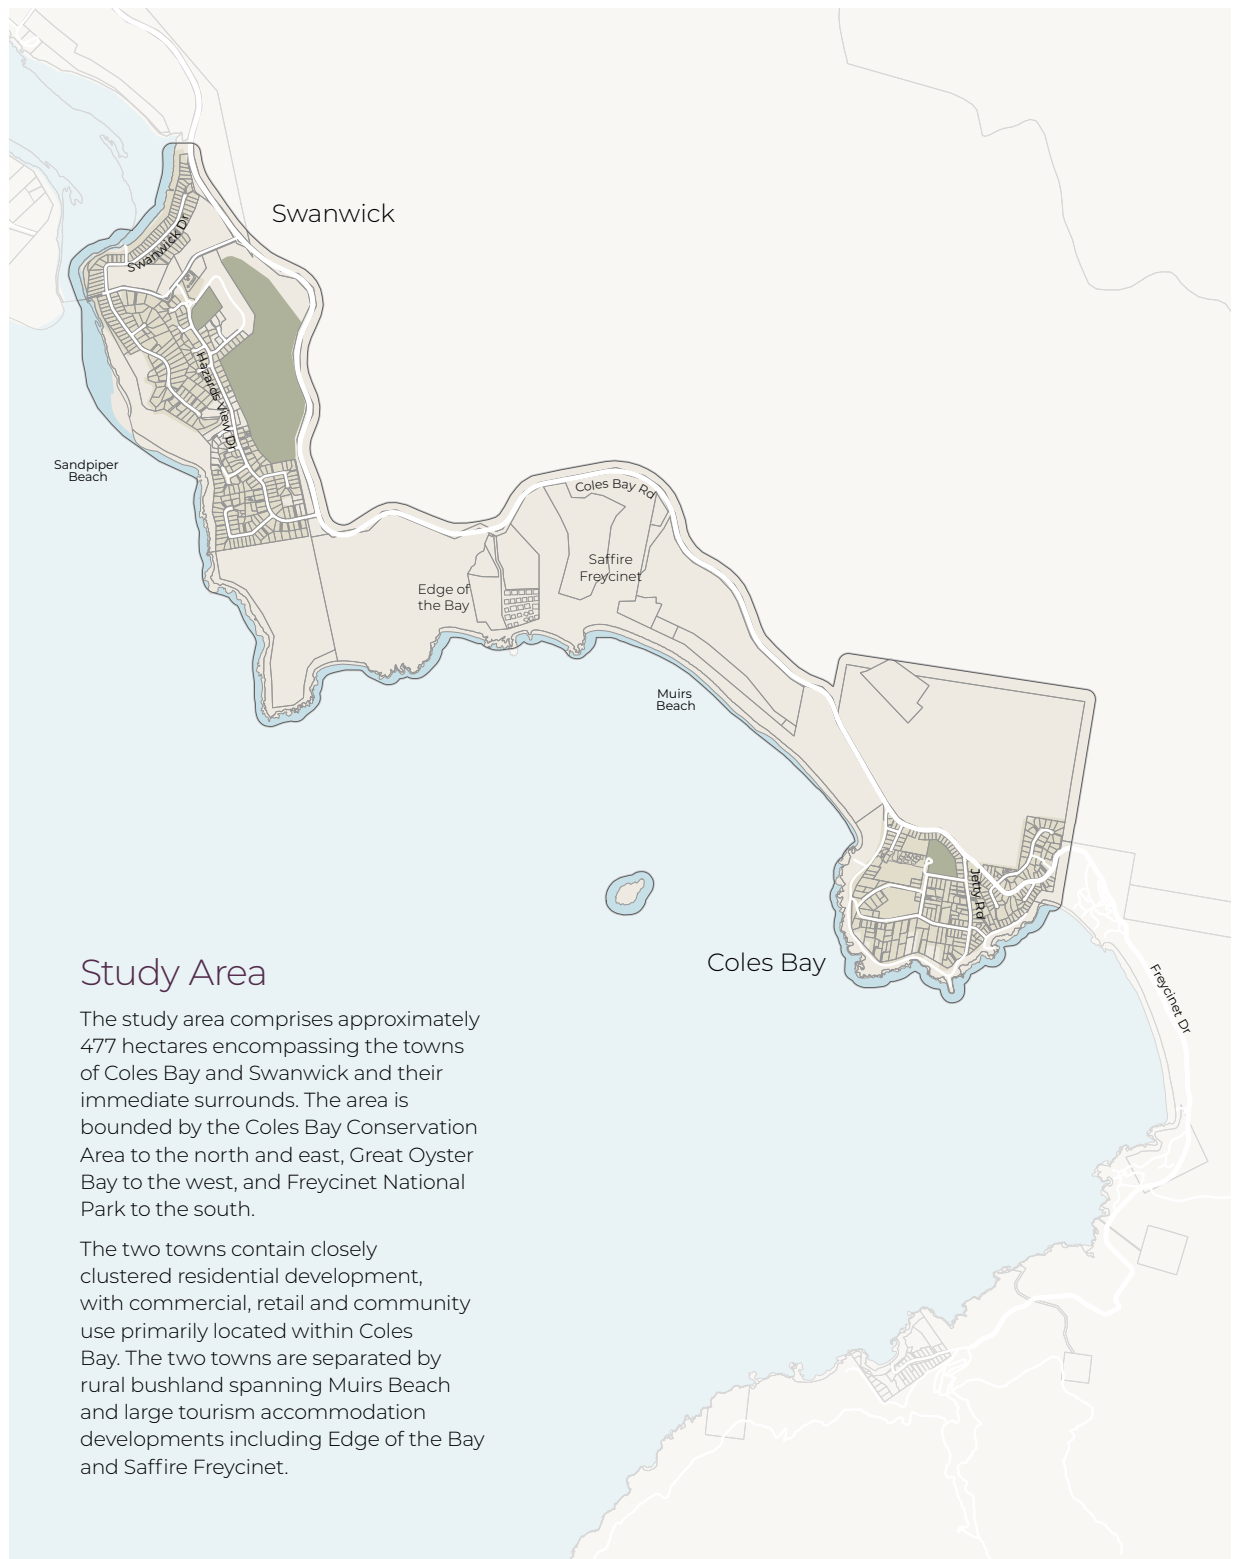 Swanwick
Swanwick Dr
Hazards View Dr
Sandpiper
Beach
Coles Bay Rd
Saffire
Freycinet
Edge of
the Bay
Muirs
Beach
Jetty Rd
Coles Bay
Freycinet Dr
Study Area
The study area comprises approximately
477 hectares encompassing the towns
of Coles Bay and Swanwick and their
immediate surrounds. The area is
bounded by the Coles Bay Conservation
Area to the north and east, Great Oyster
Bay to the west, and Freycinet National
Park to the south.
The two towns contain closely
clustered residential development,
with commercial, retail and community
use primarily located within Coles
Bay. The two towns are separated by
rural bushland spanning Muirs Beach
and large tourism accommodation
developments including Edge of the Bay
and Saffire Freycinet.